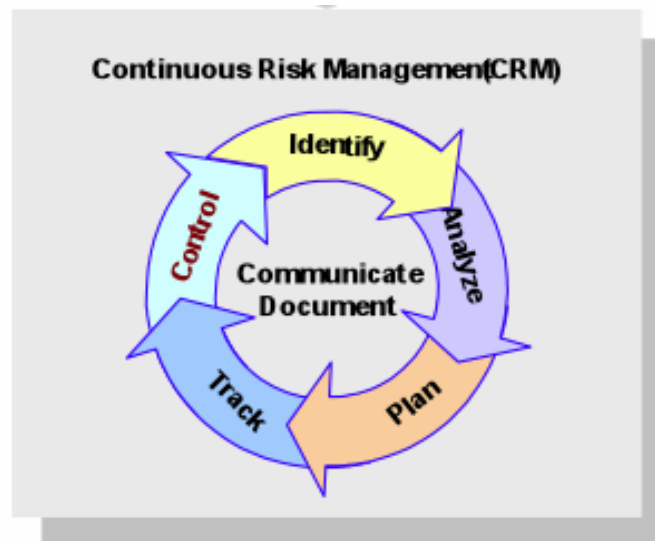 Continuous Risk Management(CRM)
Identify
Analyze
Plan
Track
Control
Communicate
Document